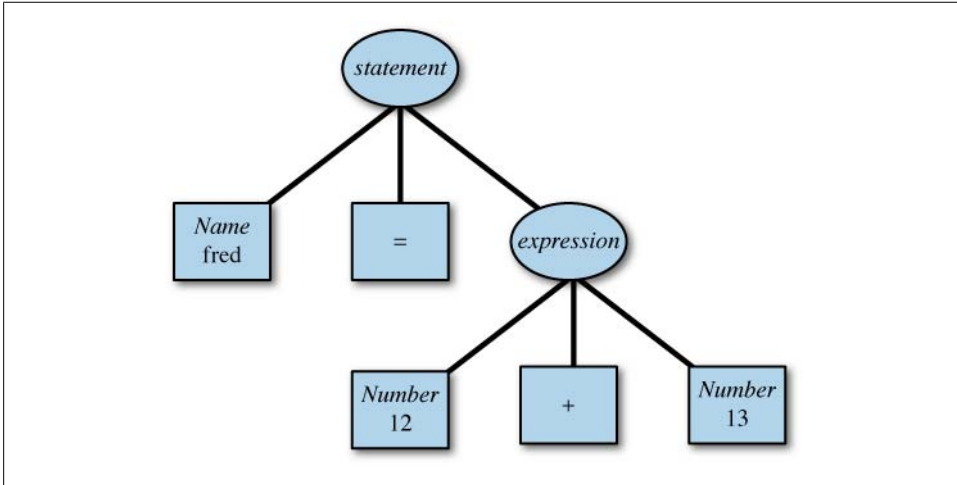 statement
Name
fred
=
expression
Number
12
+
Number
13